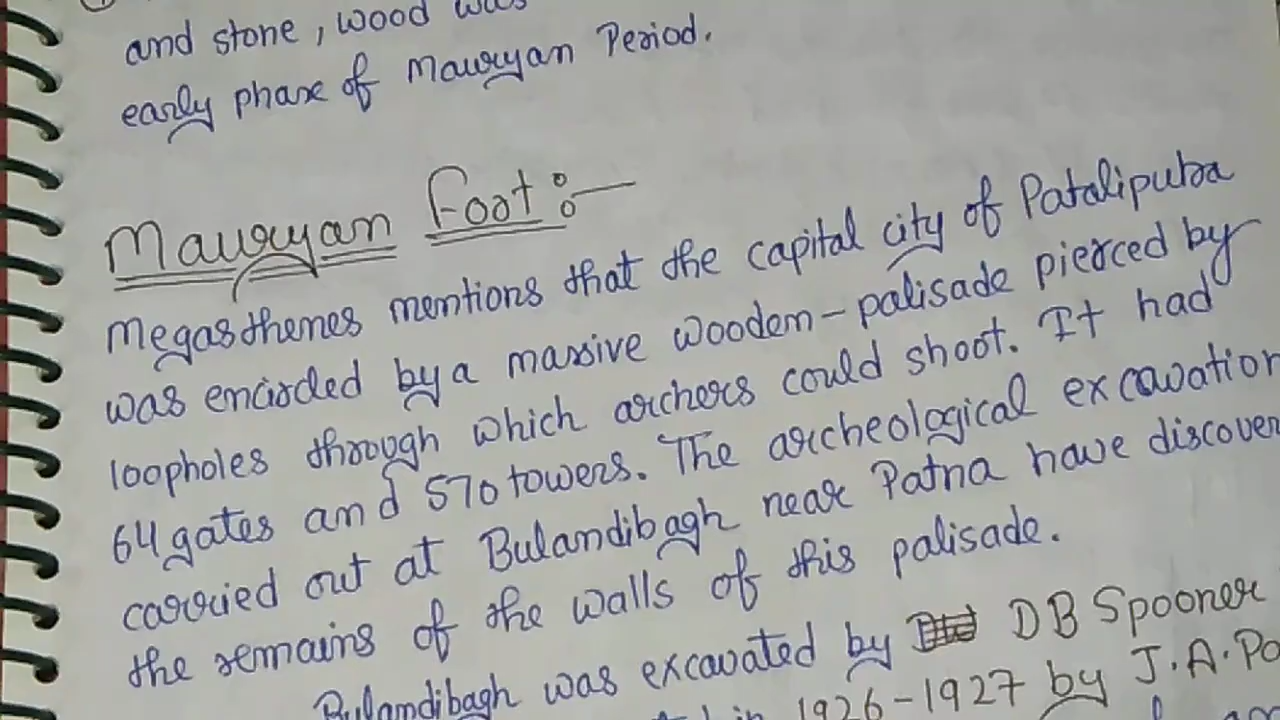 and stone, wood was
early phase of Mauryan Period.
Mauryan Foot :-
Megasthenes mentions that the capital city of Pataliputra
was encircled by a massive wooden-palisade pierced by
loopholes through which archers could shoot. It had
64 gates and 570 towers. The archeological excavation
carried out at Bulandibagh near Patna have discover
the remains of the walls of this palisade.
Bulandibagh was excavated by DB Spooner
in 1926-1927 by J.A.Pa